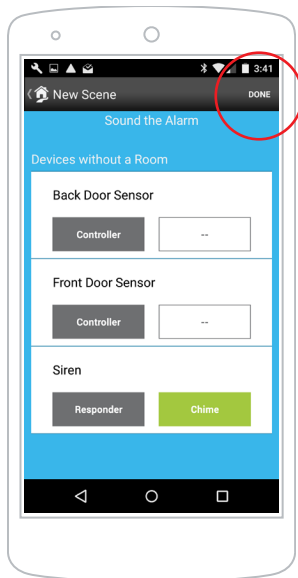 3:41
New Scene DONE
Sound the Alarm
Devices without a Room
Back Door Sensor
Controller --
Front Door Sensor
Controller --
Siren
Responder Chime